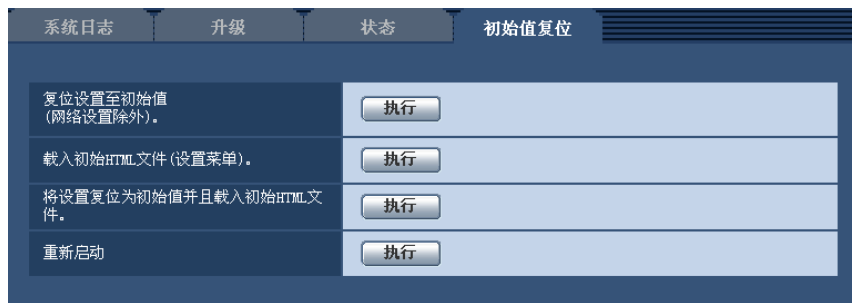 系统日志 升级 状态 初始值复位
复位设置至初始值
(网络设置除外)。
执行
载入初始HTML文件(设置菜单)。
执行
将设置复位为初始值并且载入初始HTML文
件。
执行
重新启动
执行